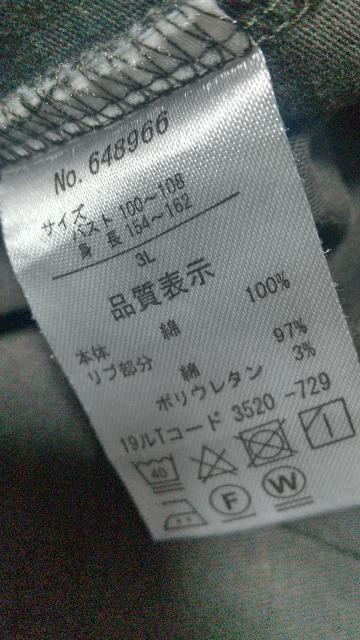 No. 648966
サイズ
バスト 100～108
身 長 154～162
3L
品質表示
本体 綿 100%
リブ部分 綿 97%
ポリウレタン 3%
19ルTコード 3520 -729
40
F W